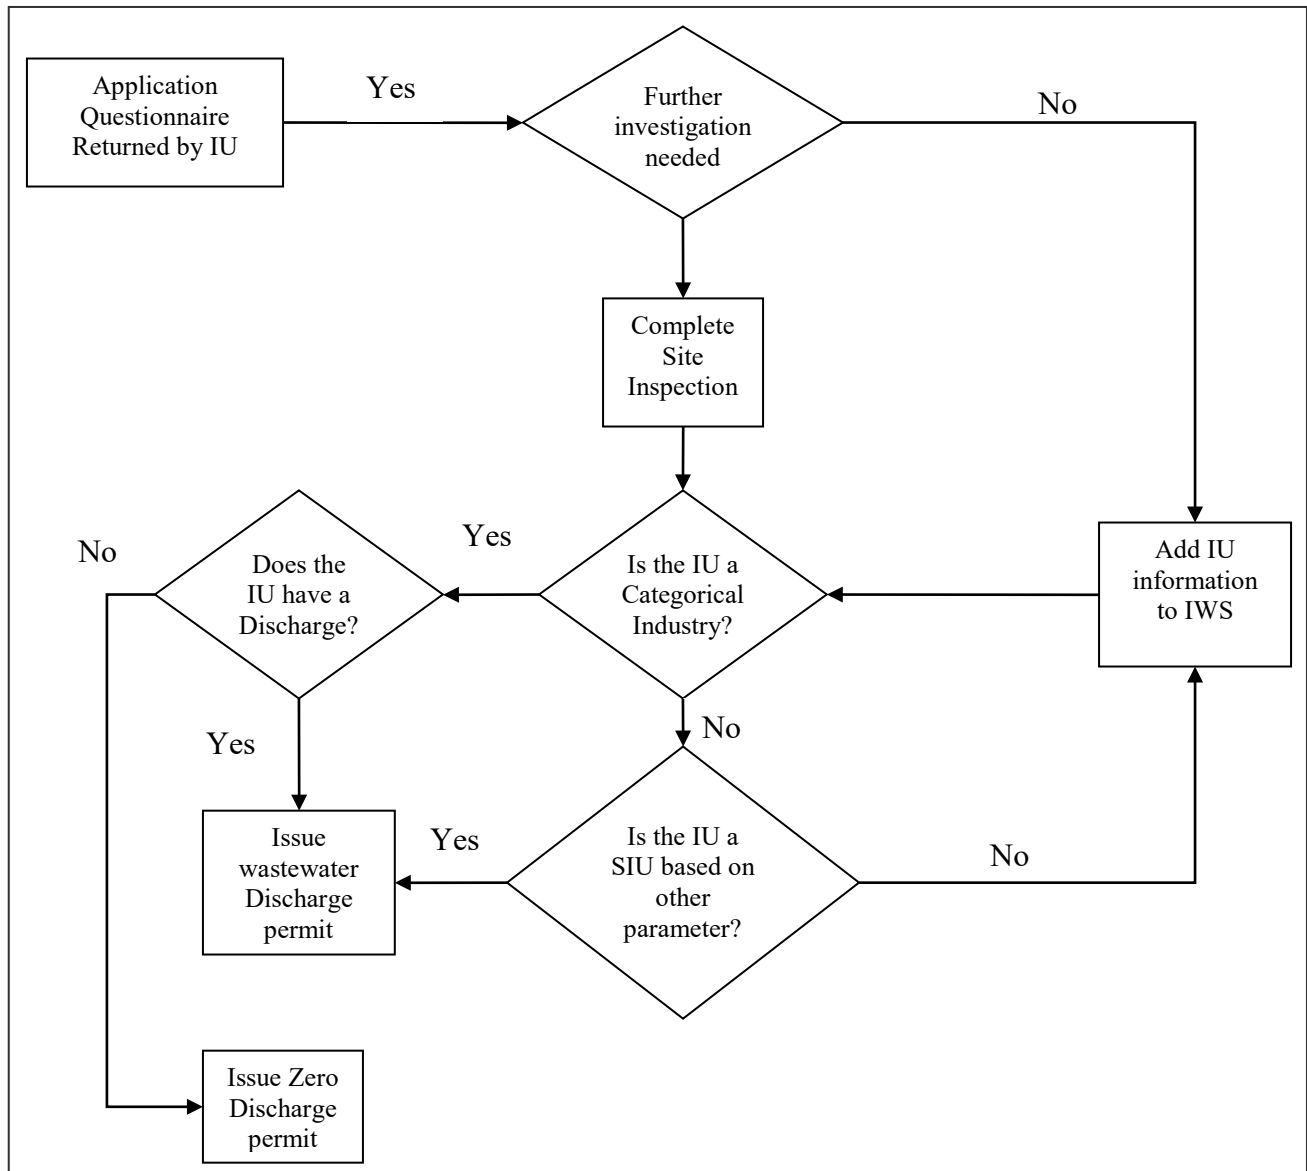 Application
Questionnaire
Returned by IU
Yes
Further
investigation
needed
No
Complete
Site
Inspection
No
Does the
IU have a
Discharge?
Yes
Is the IU a
Categorical
Industry?
Add IU
information
to IWS
Yes
No
Issue
wastewater
Discharge
permit
Yes
Is the IU a
SIU based on
other
parameter?
No
Issue Zero
Discharge
permit